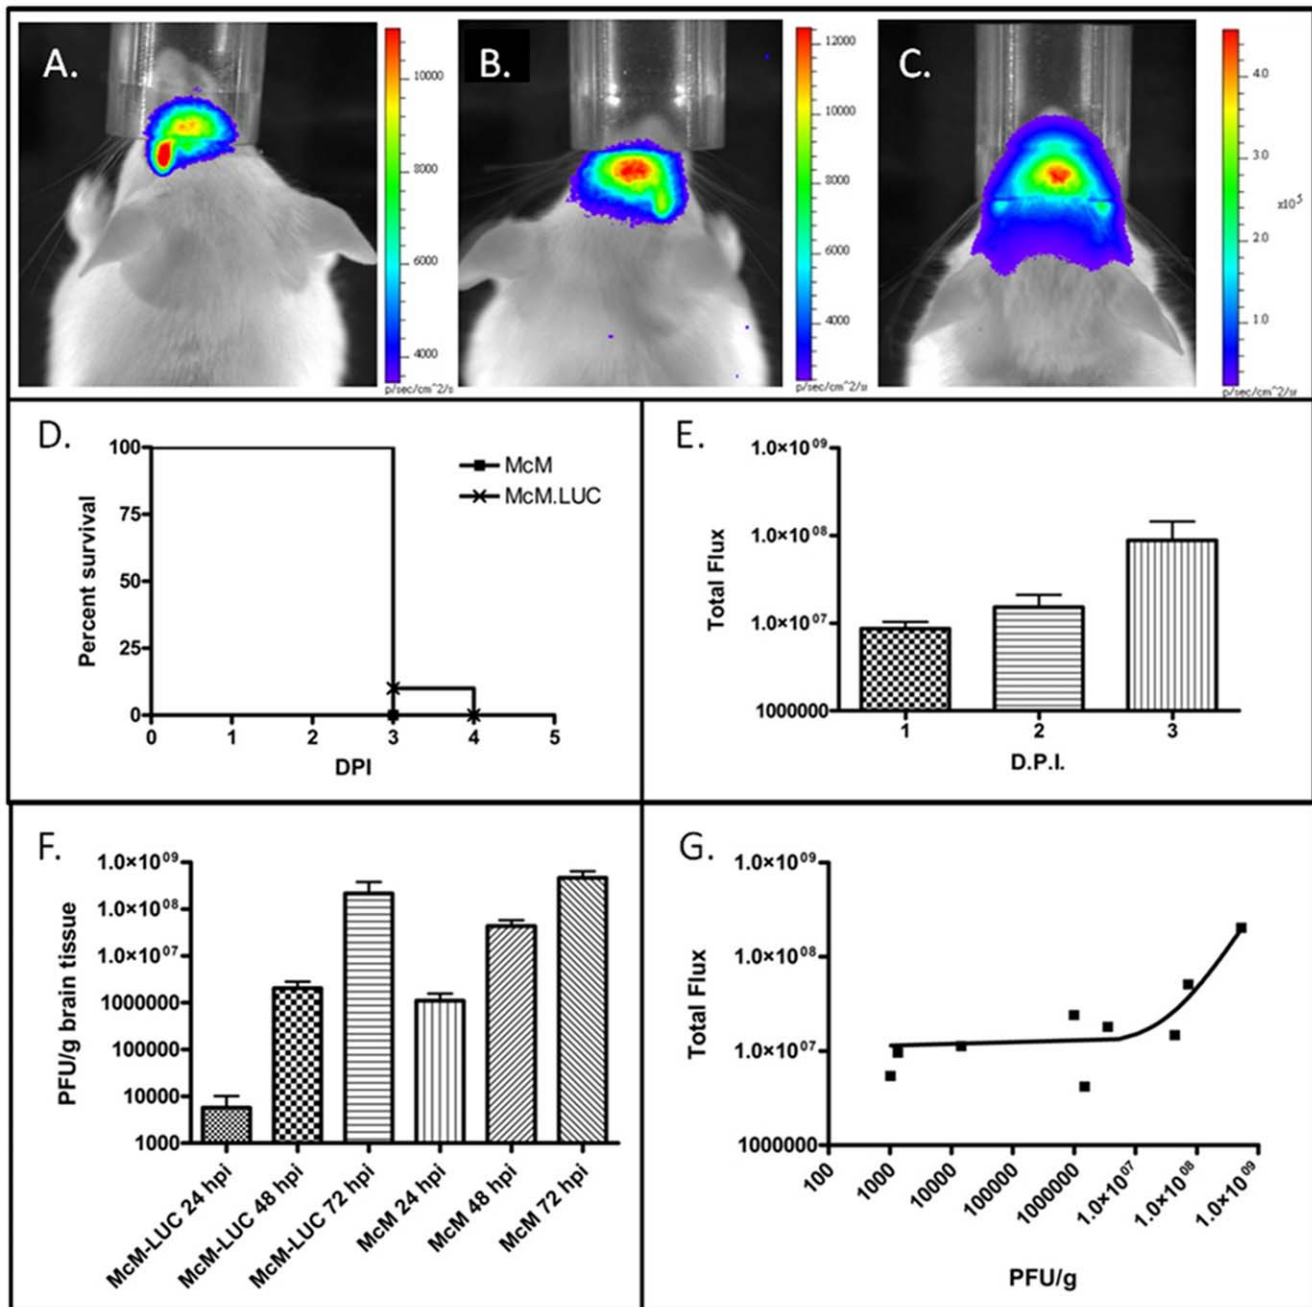 A.
10000
8000
6000
4000
p/sec/cm^2/s
B.
12000
10000
8000
6000
4000
p/sec/cm^2/sr
C.
4.0
3.0
x10^5
2.0
1.0
p/sec/cm^2/sr
D.
100
75
50
25
0
Percent survival
McM
McM.LUC
0 1 2 3 4 5
DPI
E.
1.0×10^09
1.0×10^08
1.0×10^07
1000000
Total Flux
1 2 3
D.P.I.
F.
1.0×10^09
1.0×10^08
1.0×10^07
1000000
100000
10000
1000
PFU/g brain tissue
McM-LUC 24 hpi
McM-LUC 48 hpi
McM-LUC 72 hpi
McM 24 hpi
McM 48 hpi
McM 72 hpi
G.
1.0×10^09
1.0×10^08
1.0×10^07
1000000
Total Flux
100 1000 10000 100000 1000000 1.0×10^07 1.0×10^08 1.0×10^09
PFU/g